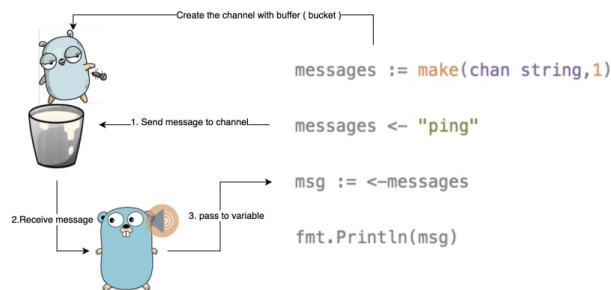 Create the channel with buffer ( bucket )
messages := make(chan string,1)
1. Send message to channel
messages <- "ping"
msg := <-messages
2.Receive message
3. pass to variable
fmt.Println(msg)